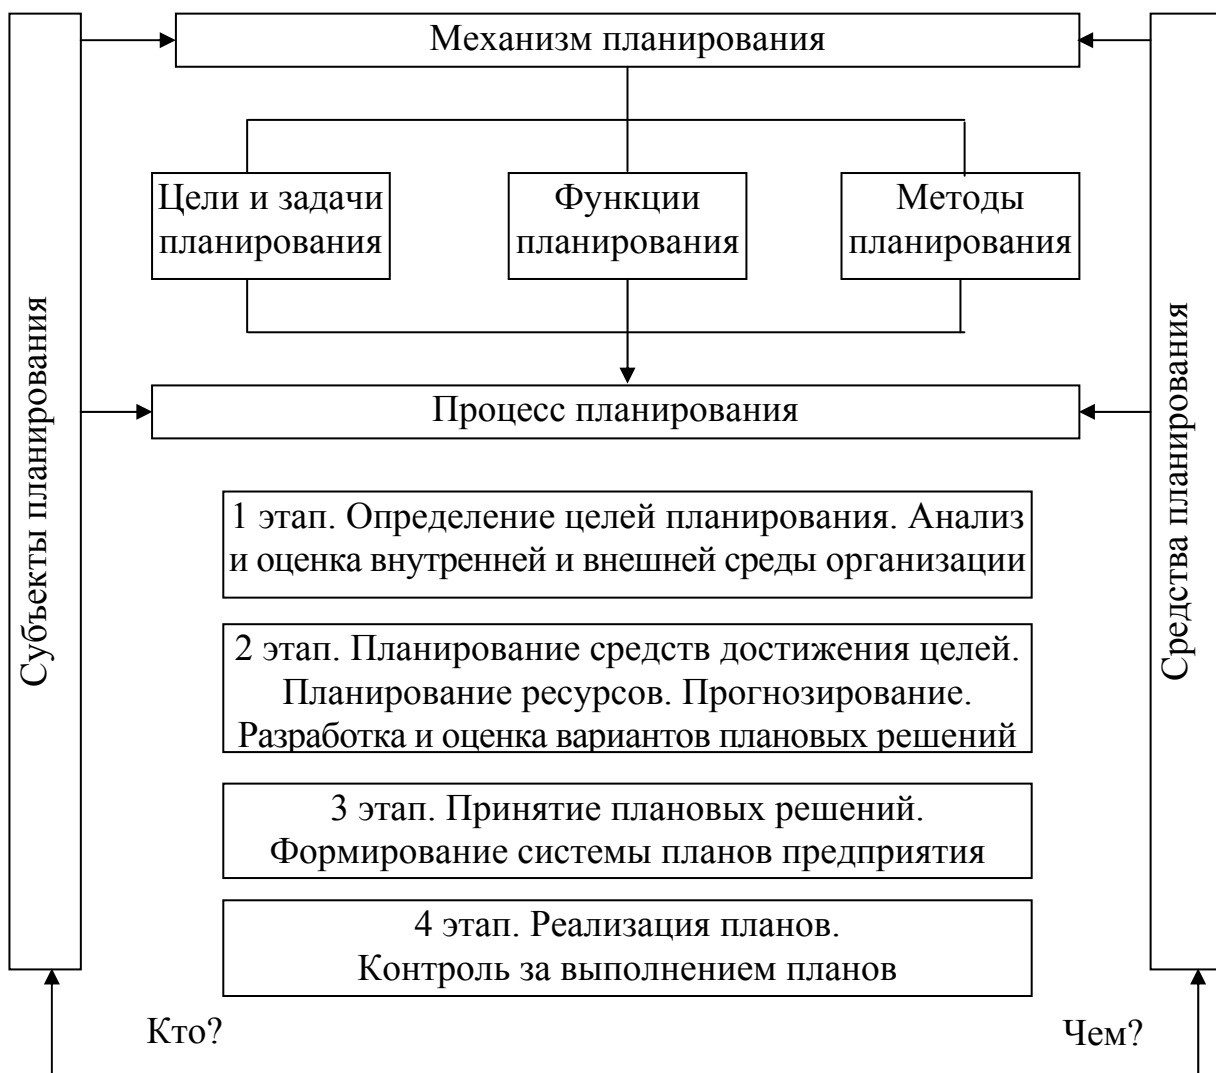 Механизм планирования
Цели и задачи
планирования
Функции
планирования
Методы
планирования
Субъекты планирования
Средства планирования
Процесс планирования
1 этап. Определение целей планирования. Анализ
и оценка внутренней и внешней среды организации
2 этап. Планирование средств достижения целей.
Планирование ресурсов. Прогнозирование.
Разработка и оценка вариантов плановых решений
3 этап. Принятие плановых решений.
Формирование системы планов предприятия
4 этап. Реализация планов.
Контроль за выполнением планов
Кто?
Чем?